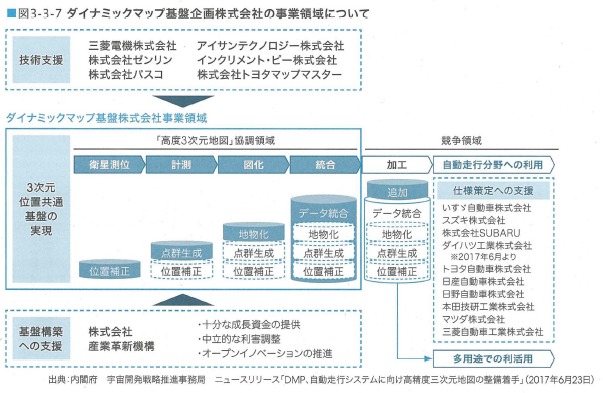 ■図3-3-7 ダイナミックマップ基盤企画株式会社の事業領域について
技術支援
三菱電機株式会社
株式会社ゼンリン
株式会社パスコ
アイサンテクノロジー株式会社
インクリメント・ピー株式会社
株式会社トヨタマップマスター
ダイナミックマップ基盤株式会社事業領域
「高度3次元地図」協調領域
競争領域
衛星測位
計測
図化
統合
加工
自動走行分野への利用
3次元
位置共通
基盤の
実現
位置補正
点群生成
位置補正
地物化
点群生成
位置補正
データ統合
地物化
点群生成
位置補正
追加
データ統合
地物化
点群生成
位置補正
仕様策定への支援
いすゞ自動車株式会社
スズキ株式会社
株式会社SUBARU
ダイハツ工業株式会社
※2017年6月より
トヨタ自動車株式会社
日産自動車株式会社
日野自動車株式会社
本田技研工業株式会社
マツダ株式会社
三菱自動車工業株式会社
多用途での利活用
基盤構築
への支援
株式会社
産業革新機構
・十分な成長資金の提供
・中立的な利害調整
・オープンイノベーションの推進
出典:内閣府　宇宙開発戦略推進事務局　ニュースリリース「DMP、自動走行システムに向け高精度三次元地図の整備着手」(2017年6月23日)